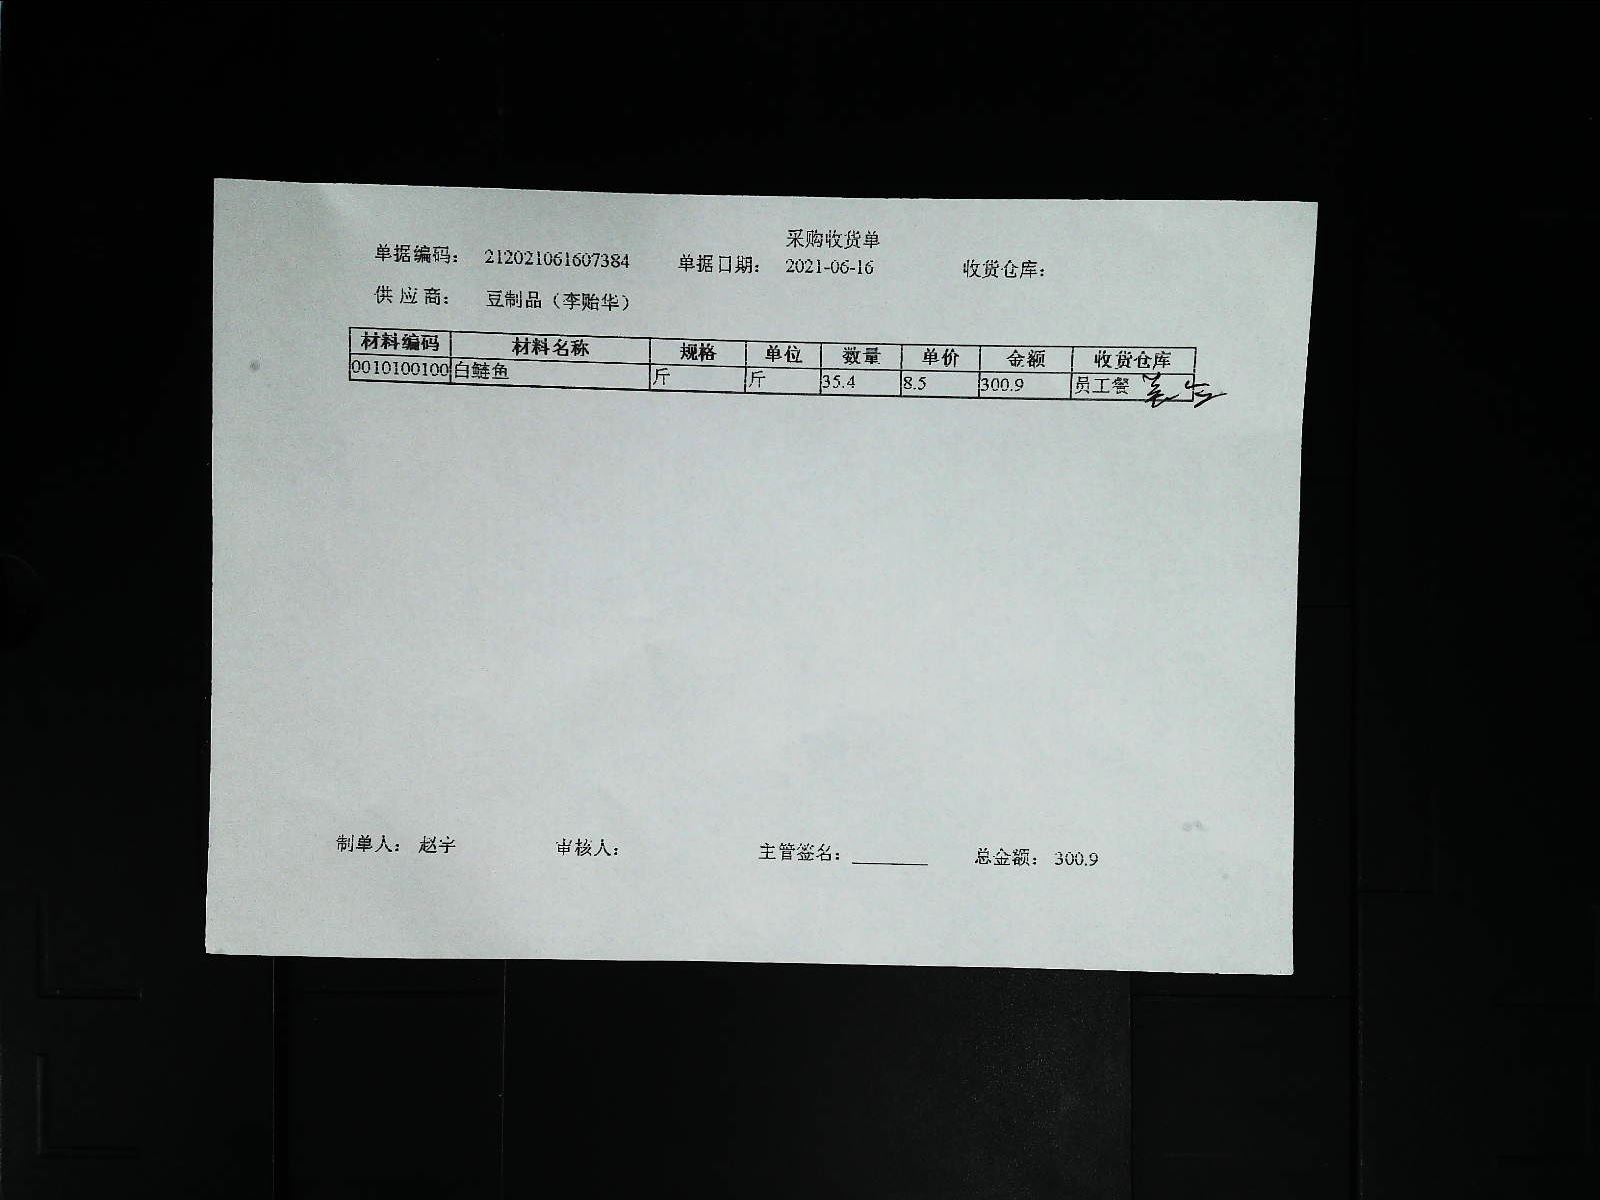 采购收货单
单据编码： 212021061607384 单据日期： 2021-06-16 收货仓库：
供 应 商： 豆制品（李贻华）
材料编码 材料名称 规格 单位 数量 单价 金额 收货仓库
0010100100 白鲢鱼 斤 斤 35.4 8.5 300.9 员工餐
制单人： 赵宇 审核人： 主管签名：________ 总金额： 300.9